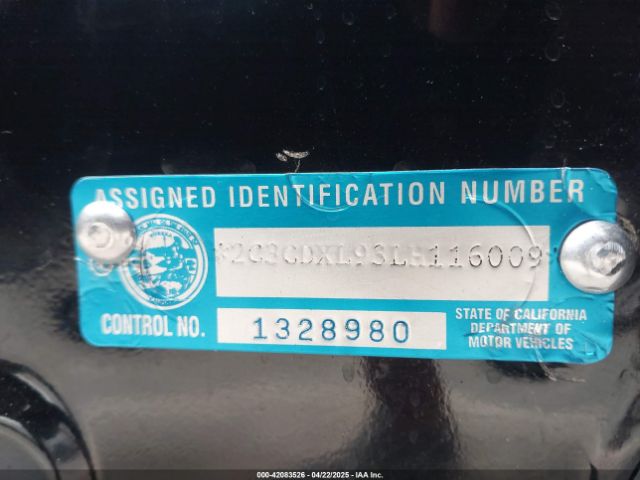 ASSIGNED IDENTIFICATION NUMBER
*2C3CDXL93LH116009*
CONTROL NO. 1328980
STATE OF CALIFORNIA
DEPARTMENT OF
MOTOR VEHICLES
000-42083526 - 04/22/2025 - IAA Inc.